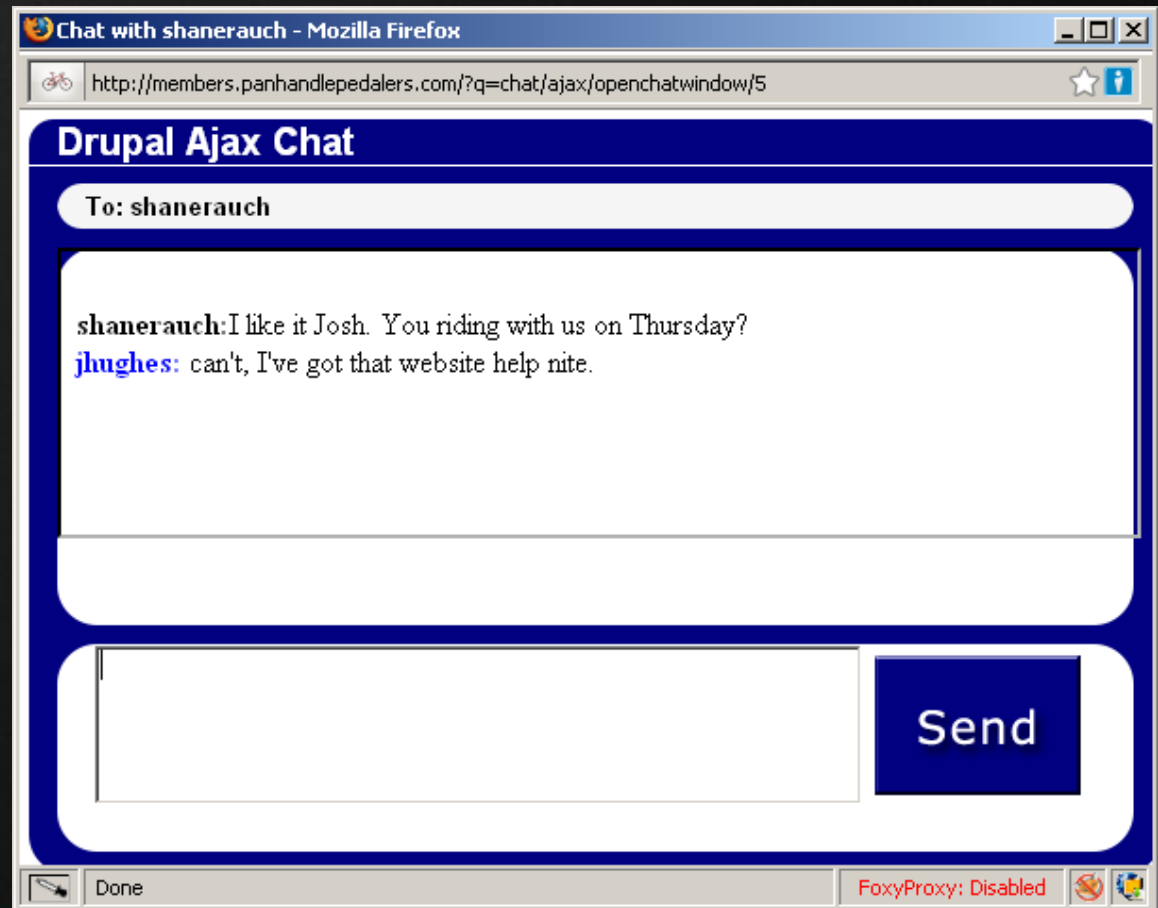 Chat with shanerauch - Mozilla Firefox
http://members.panhandlepedalers.com/?q=chat/ajax/openchatwindow/5
Drupal Ajax Chat
To: shanerauch
shanerauch:I like it Josh. You riding with us on Thursday?
jhughes: can't, I've got that website help nite.
Send
Done FoxyProxy: Disabled